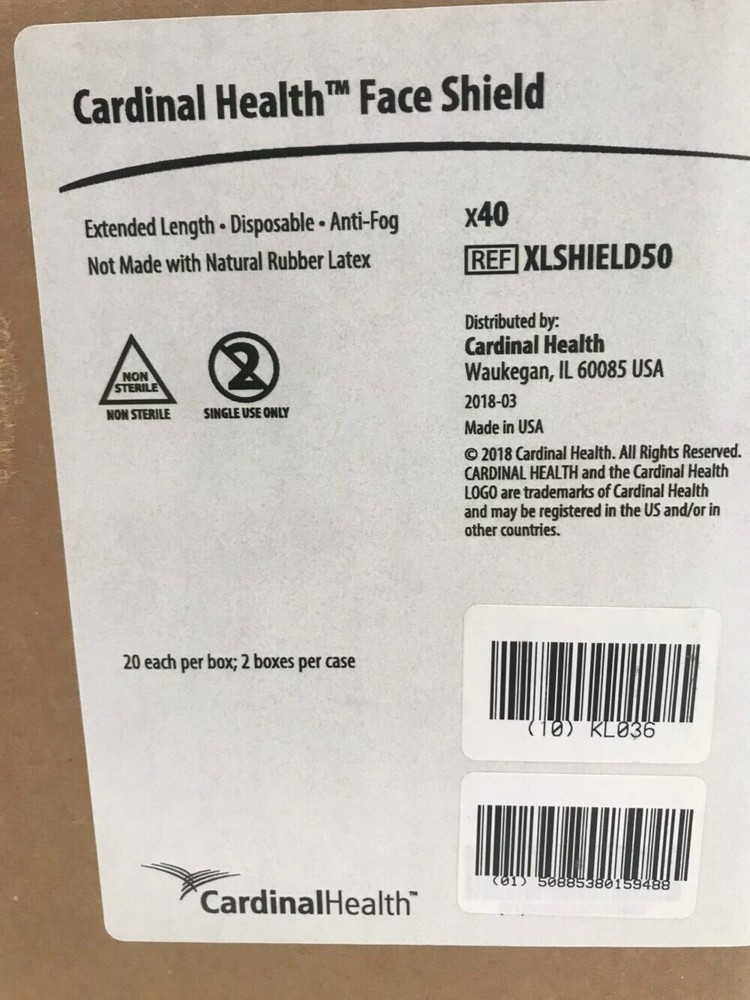 Cardinal Health™ Face Shield
Extended Length • Disposable • Anti-Fog
Not Made with Natural Rubber Latex
x40
REF XLSHIELD50
NON
STERILE
NON STERILE
2
SINGLE USE ONLY
Distributed by:
Cardinal Health
Waukegan, IL 60085 USA
2018-03
Made in USA
© 2018 Cardinal Health. All Rights Reserved.
CARDINAL HEALTH and the Cardinal Health
LOGO are trademarks of Cardinal Health
and may be registered in the US and/or in
other countries.
20 each per box; 2 boxes per case
(10) KL036
(01) 50885380159488
CardinalHealth™